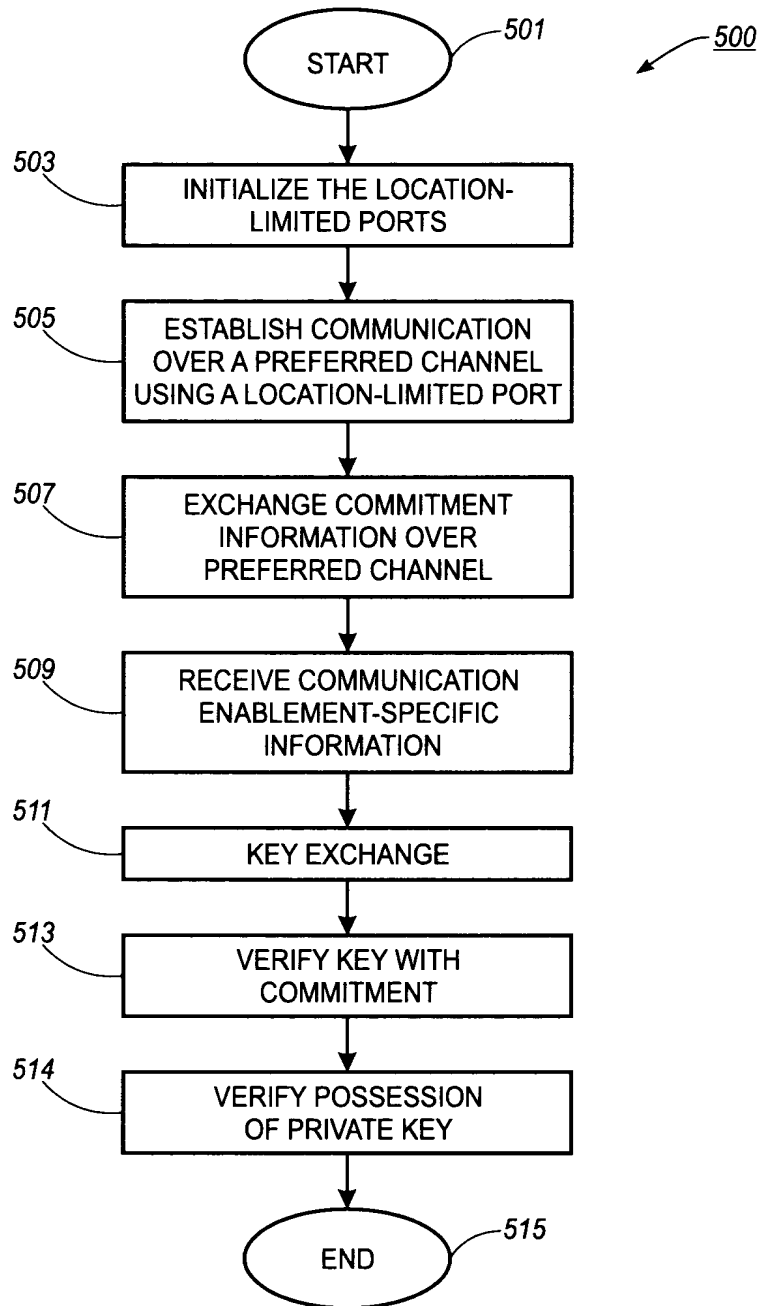 501
500
START
503
INITIALIZE THE LOCATION-
LIMITED PORTS
505
ESTABLISH COMMUNICATION
OVER A PREFERRED CHANNEL
USING A LOCATION-LIMITED PORT
507
EXCHANGE COMMITMENT
INFORMATION OVER
PREFERRED CHANNEL
509
RECEIVE COMMUNICATION
ENABLEMENT-SPECIFIC
INFORMATION
511
KEY EXCHANGE
513
VERIFY KEY WITH
COMMITMENT
514
VERIFY POSSESSION
OF PRIVATE KEY
515
END